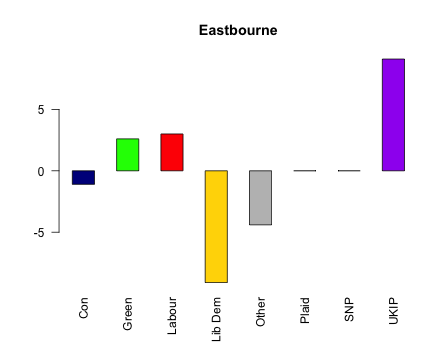 Eastbourne
5
0
-5
Con
Green
Labour
Lib Dem
Other
Plaid
SNP
UKIP